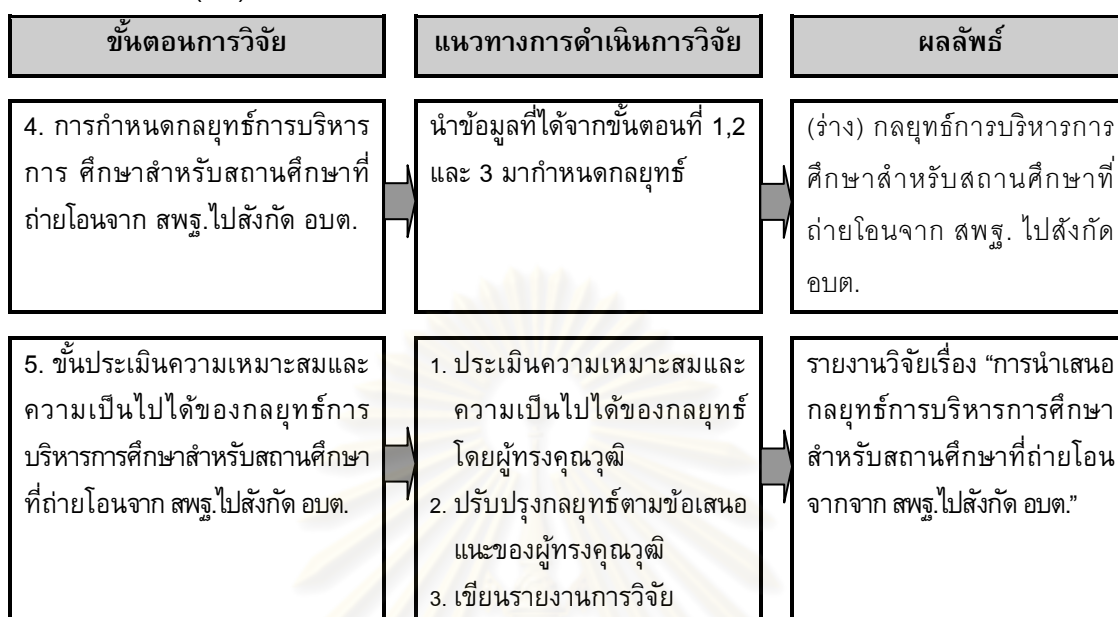 ขั้นตอนการวิจัย
แนวทางการดำเนินการวิจัย
ผลลัพธ์
4. การกำหนดกลยุทธ์การบริหาร
การ ศึกษาสำหรับสถานศึกษาที่
ถ่ายโอนจาก สพฐ.ไปสังกัด อบต.
นำข้อมูลที่ได้จากขั้นตอนที่ 1,2
และ 3 มากำหนดกลยุทธ์
(ร่าง) กลยุทธ์การบริหารการ
ศึกษาสำหรับสถานศึกษาที่
ถ่ายโอนจาก สพฐ. ไปสังกัด
อบต.
5. ขั้นประเมินความเหมาะสมและ
ความเป็นไปได้ของกลยุทธ์การ
บริหารการศึกษาสำหรับสถานศึกษา
ที่ถ่ายโอนจาก สพฐ.ไปสังกัด อบต.
1. ประเมินความเหมาะสมและ
ความเป็นไปได้ของกลยุทธ์
โดยผู้ทรงคุณวุฒิ
2. ปรับปรุงกลยุทธ์ตามข้อเสนอ
แนะของผู้ทรงคุณวุฒิ
3. เขียนรายงานการวิจัย
รายงานวิจัยเรื่อง “การนำเสนอ
กลยุทธ์การบริหารการศึกษา
สำหรับสถานศึกษาที่ถ่ายโอน
จากจาก สพฐ.ไปสังกัด อบต.”